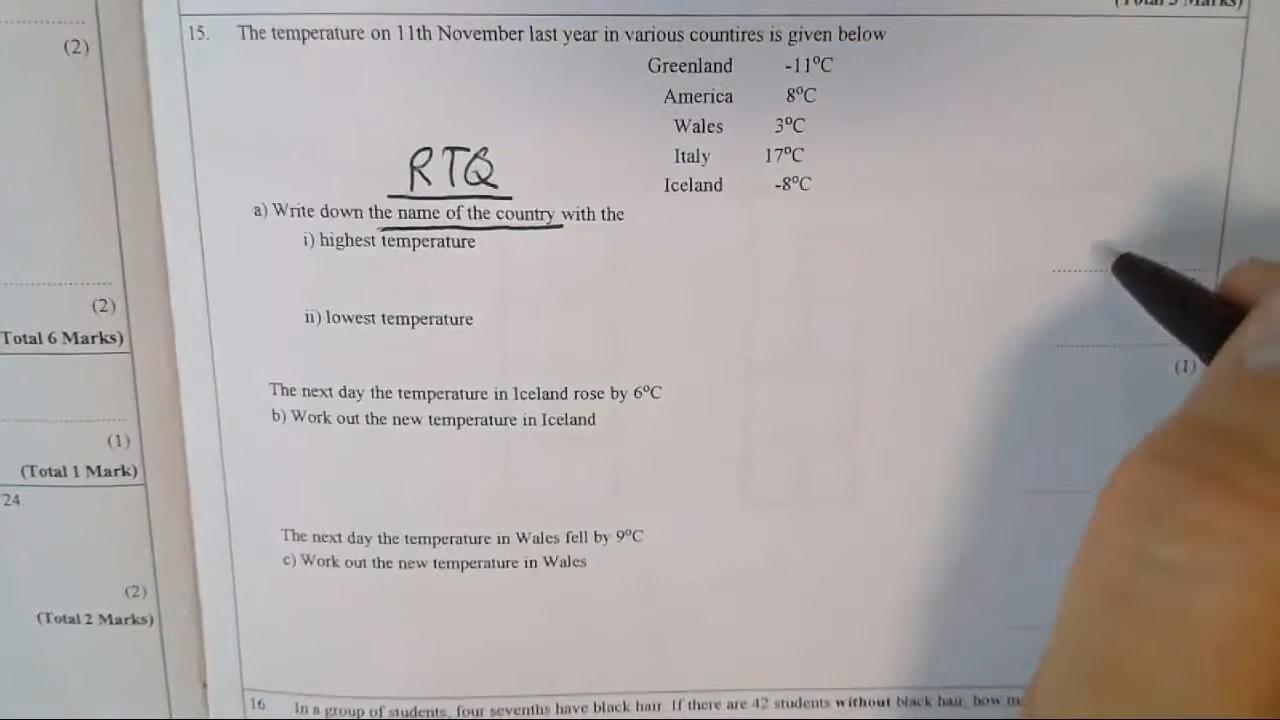 (2)
(2)
Total 6 Marks)
(1)
(Total 1 Mark)
24
(2)
(Total 2 Marks)
15. The temperature on 11th November last year in various countires is given below
Greenland -11°C
America 8°C
Wales 3°C
Italy 17°C
Iceland -8°C
RTQ
a) Write down the name of the country with the
i) highest temperature
ii) lowest temperature
(1)
The next day the temperature in Iceland rose by 6°C
b) Work out the new temperature in Iceland
The next day the temperature in Wales fell by 9°C
c) Work out the new temperature in Wales
16 In a group of students, four sevenths have black hair. If there are 42 students without black hair, how